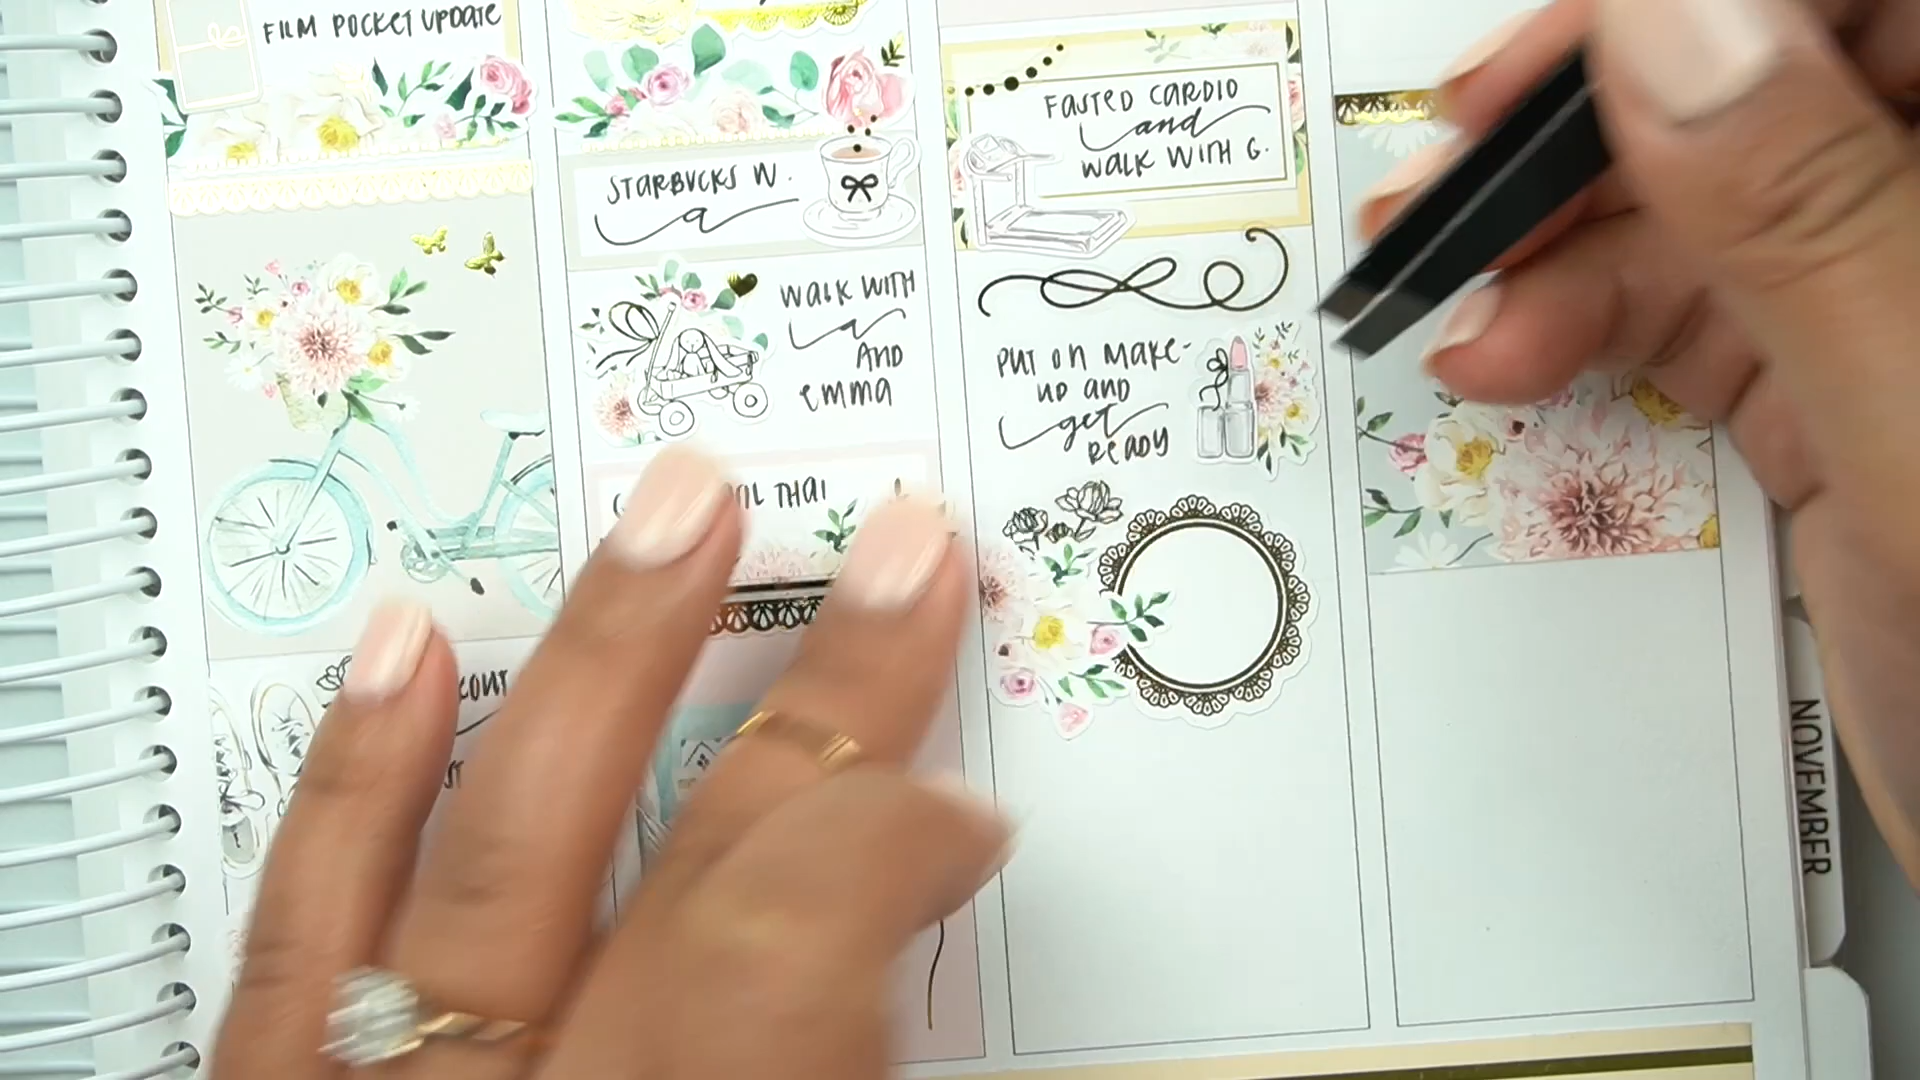 FILM POCKET UPDATE
STARBUCKS W.
a
WALK WITH
a
AND
emma
THAI
FASTED CARDIO
and
WALK WITH G.
PUT ON MAKE-
UP AND
get
READY
NOVEMBER